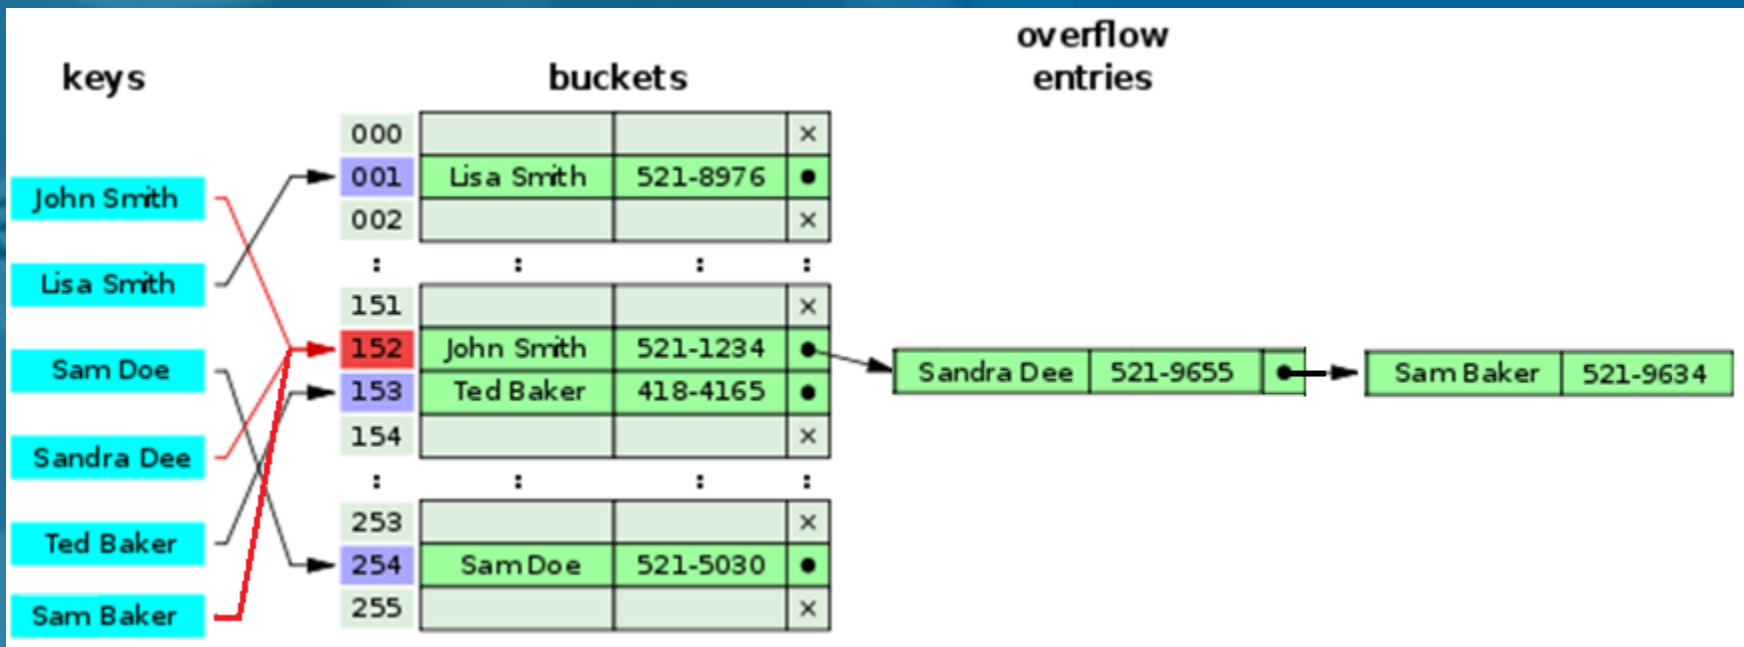 overflow
keys buckets entries
000 ×
John Smith 001 Lisa Smith 521-8976 ●
002 ×
Lisa Smith : : : :
151 ×
Sam Doe 152 John Smith 521-1234 ● Sandra Dee 521-9655 ● Sam Baker 521-9634
153 Ted Baker 418-4165 ●
Sandra Dee 154 ×
: : : :
Ted Baker 253 ×
254 Sam Doe 521-5030 ●
Sam Baker 255 ×